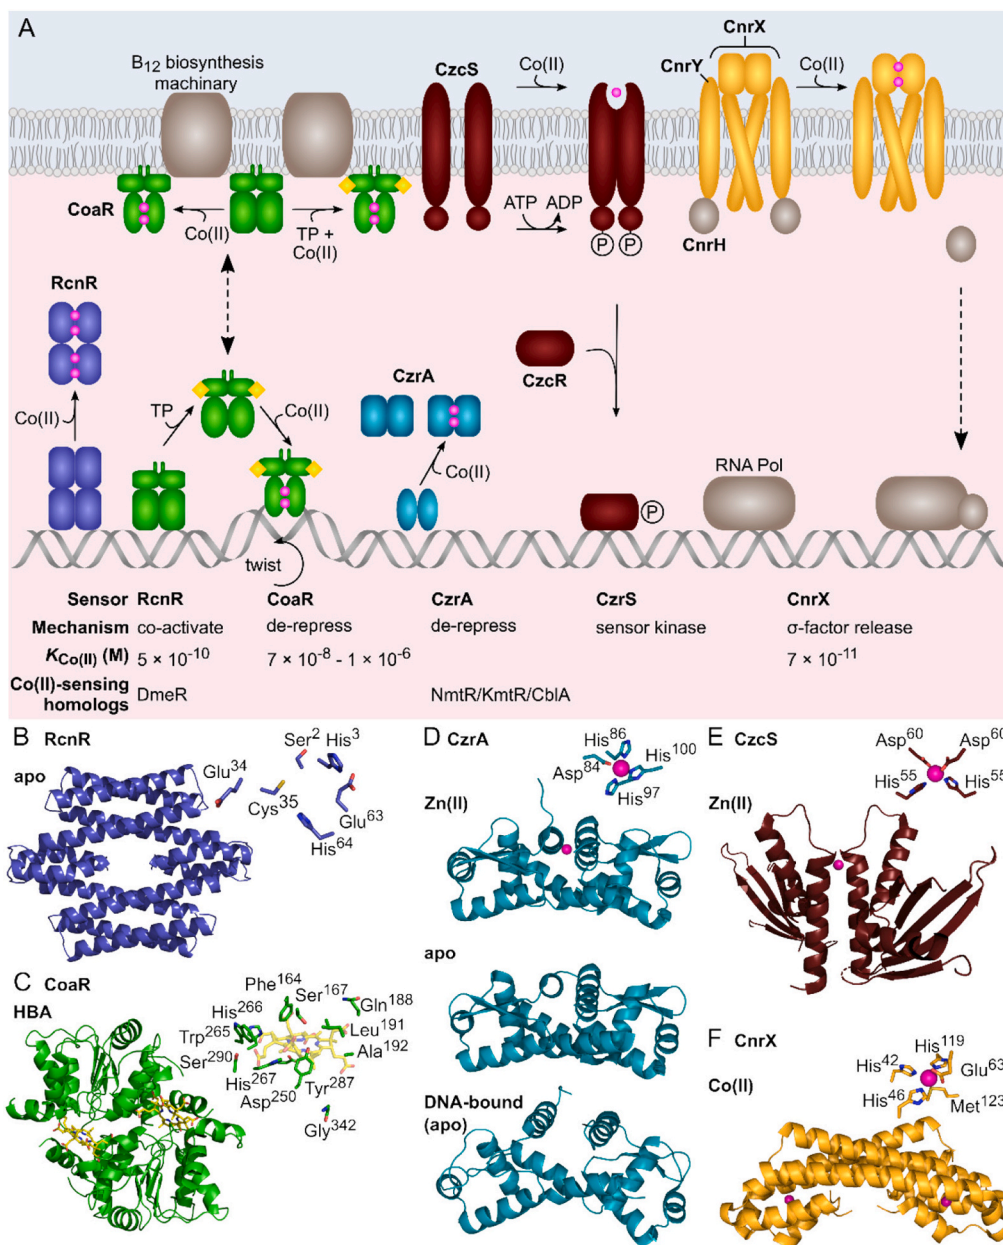 A
B12 biosynthesis
machinary
CoaR
Co(II)
TP +
Co(II)
CzcS
Co(II)
ATP ADP
P P
CnrX
CnrY
Co(II)
CnrH
RcnR
Co(II)
TP
Co(II)
CzrA
Co(II)
CzcR
P
RNA Pol
twist
Sensor RcnR CoaR CzrA CzrS CnrX
Mechanism co-activate de-repress de-repress sensor kinase σ-factor release
KCo(II) (M) 5 × 10-10 7 × 10-8 - 1 × 10-6 7 × 10-11
Co(II)-sensing
homologs DmeR NmtR/KmtR/CblA
B RcnR
apo
Glu34
Ser2 His3
Cys35
Glu63
His64
C CoaR
HBA
Phe164
Ser167
Gln188
His266
Leu191
Trp265
Ala192
Ser290
His267
Tyr287
Asp250
Gly342
D CzrA
Zn(II)
His86
His100
Asp84
His97
apo
DNA-bound
(apo)
E CzcS
Zn(II)
Asp60 Asp60
His55 His55
F CnrX
Co(II)
His119
His42
Glu63
His46
Met123